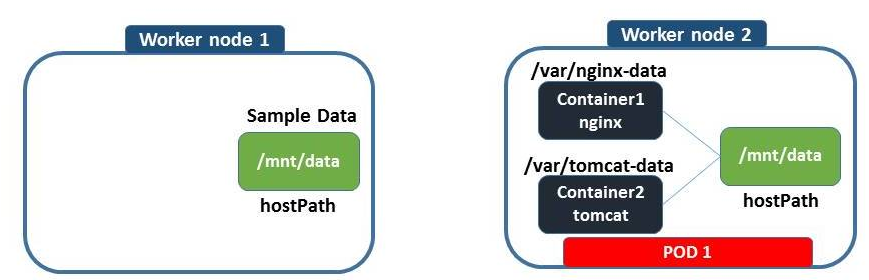 Worker node 1
Sample Data
/mnt/data
hostPath
Worker node 2
/var/nginx-data
Container1
nginx
/var/tomcat-data
Container2
tomcat
/mnt/data
hostPath
POD 1